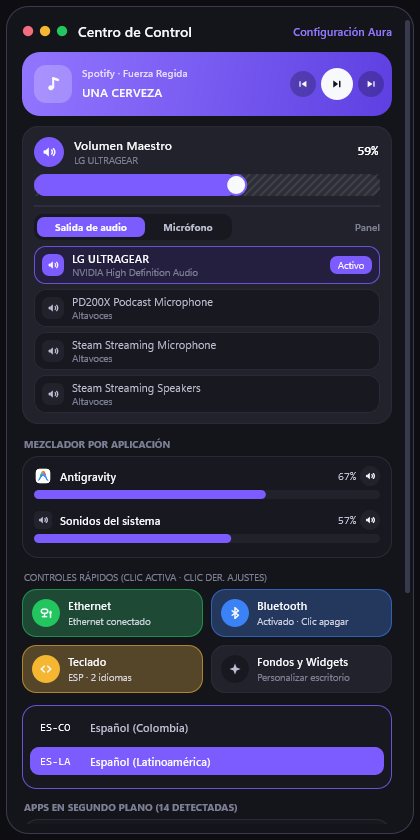 Centro de Control
Configuración Aura
Spotify · Fuerza Regida
UNA CERVEZA
Volumen Maestro
LG ULTRAGEAR
59%
Salida de audio
Micrófono
Panel
LG ULTRAGEAR
NVIDIA High Definition Audio
Activo
PD200X Podcast Microphone
Altavoces
Steam Streaming Microphone
Altavoces
Steam Streaming Speakers
Altavoces
MEZCLADOR POR APLICACIÓN
Antigravity
67%
Sonidos del sistema
57%
CONTROLES RÁPIDOS (CLIC ACTIVA · CLIC DER. AJUSTES)
Ethernet
Ethernet conectado
Bluetooth
Activado · Clic apagar
Teclado
ESP · 2 idiomas
Fondos y Widgets
Personalizar escritorio
ES-CO Español (Colombia)
ES-LA Español (Latinoamérica)
APPS EN SEGUNDO PLANO (14 DETECTADAS)